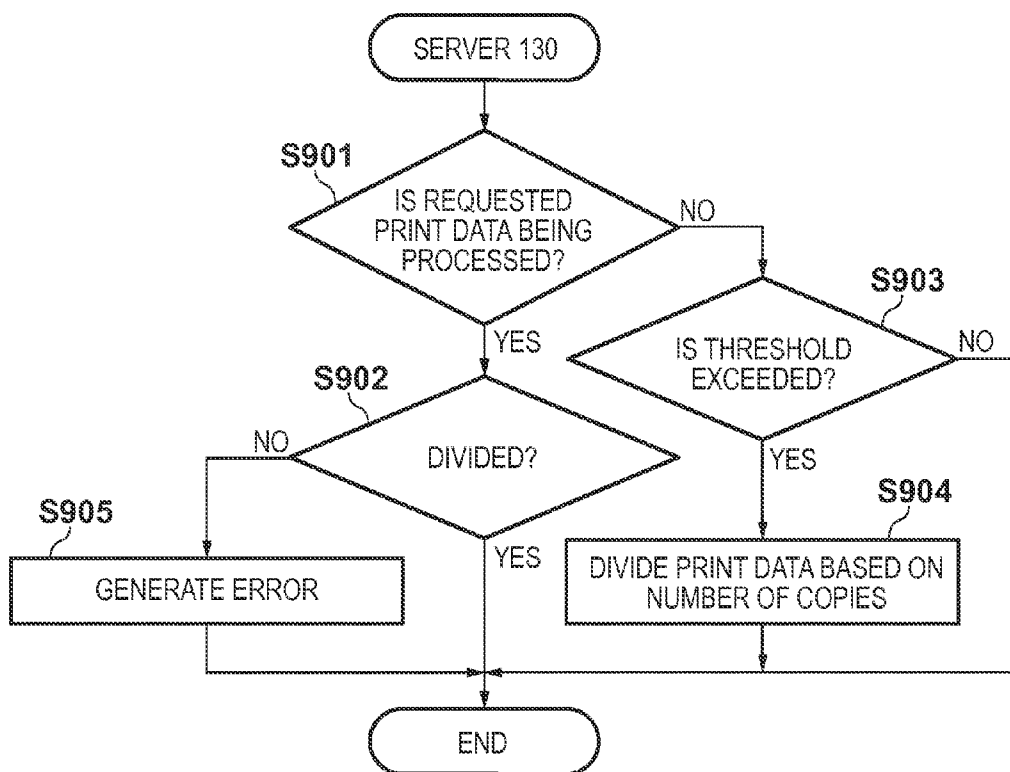 SERVER 130
S901
IS REQUESTED
PRINT DATA BEING
PROCESSED?
NO
YES
S903
IS THRESHOLD
EXCEEDED?
NO
YES
S902
DIVIDED?
NO
YES
S905
GENERATE ERROR
S904
DIVIDE PRINT DATA BASED ON
NUMBER OF COPIES
END